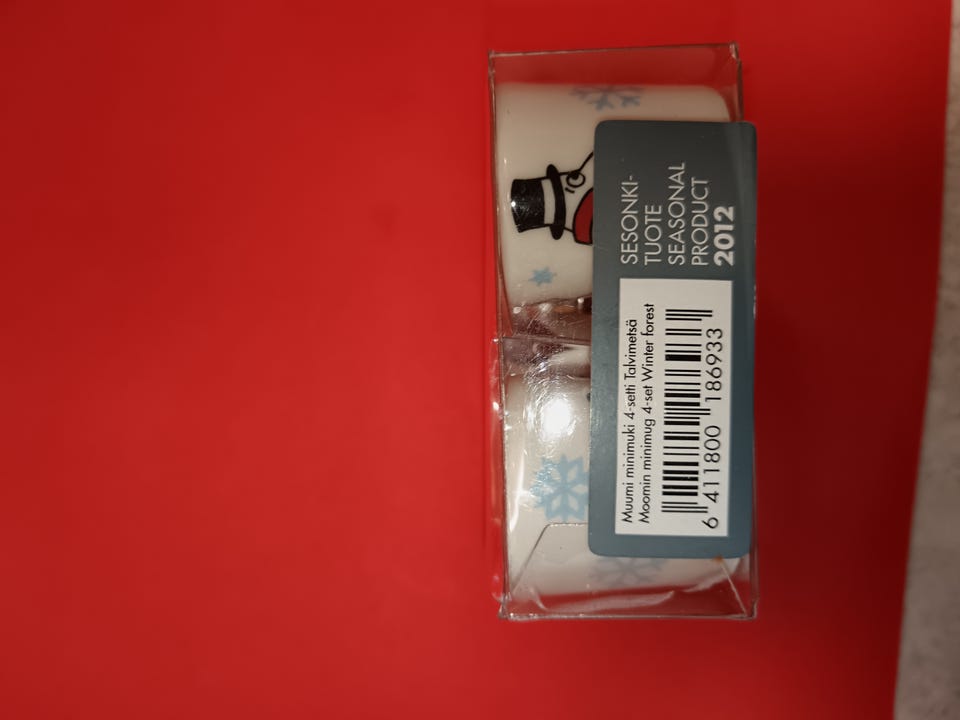 SESONKI-
TUOTE
SEASONAL
PRODUCT
2012
Muumi minimuki 4-setti Talvimetsä
Moomin minimug 4-set Winter forest
6 411800 186933